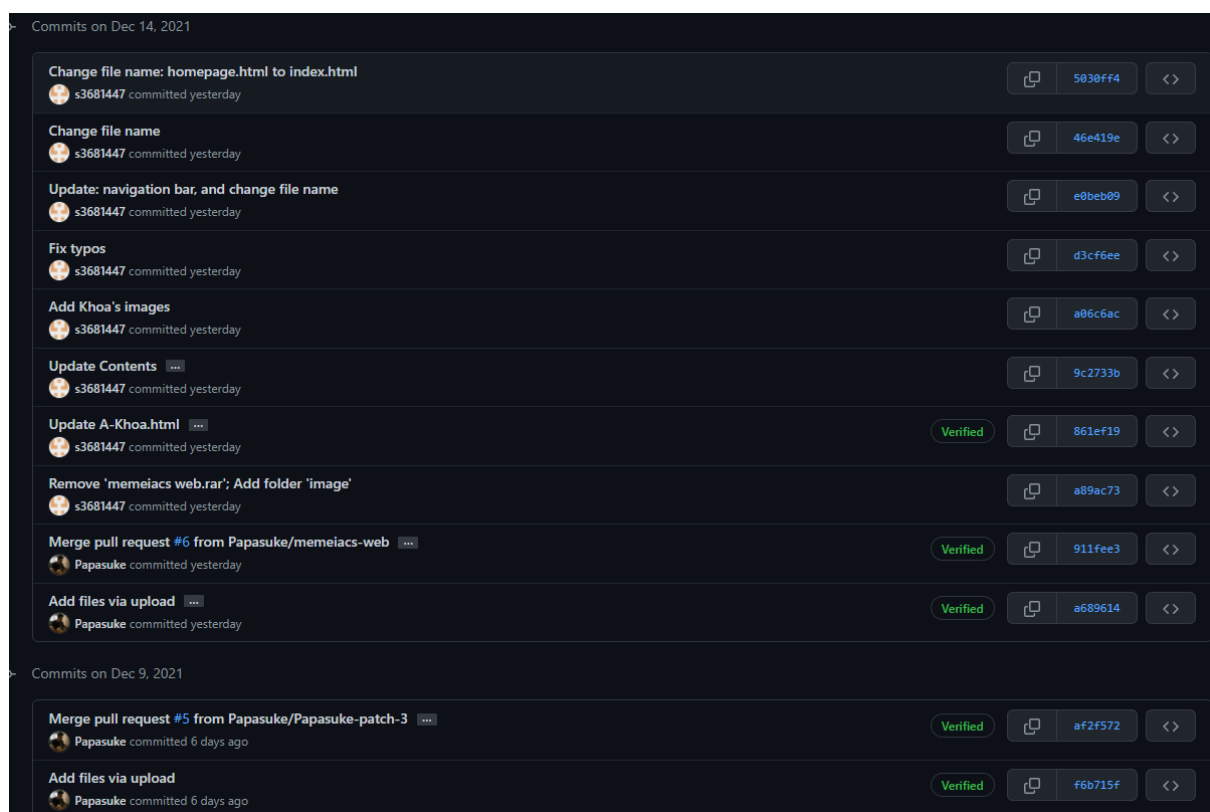 Commits on Dec 14, 2021
Change file name: homepage.html to index.html
5030ff4
s3681447 committed yesterday
Change file name
46e419e
s3681447 committed yesterday
Update: navigation bar, and change file name
e0beb09
s3681447 committed yesterday
Fix typos
d3cf6ee
s3681447 committed yesterday
Add Khoa's images
a06c6ac
s3681447 committed yesterday
Update Contents ...
9c2733b
s3681447 committed yesterday
Update A-Khoa.html ...
Verified 861ef19
s3681447 committed yesterday
Remove 'memeiacs web.rar'; Add folder 'image'
a89ac73
s3681447 committed yesterday
Merge pull request #6 from Papasuke/memeiacs-web ...
Verified 911fee3
Papasuke committed yesterday
Add files via upload ...
Verified a689614
Papasuke committed yesterday
Commits on Dec 9, 2021
Merge pull request #5 from Papasuke/Papasuke-patch-3 ...
Verified af2f572
Papasuke committed 6 days ago
Add files via upload
Verified f6b715f
Papasuke committed 6 days ago